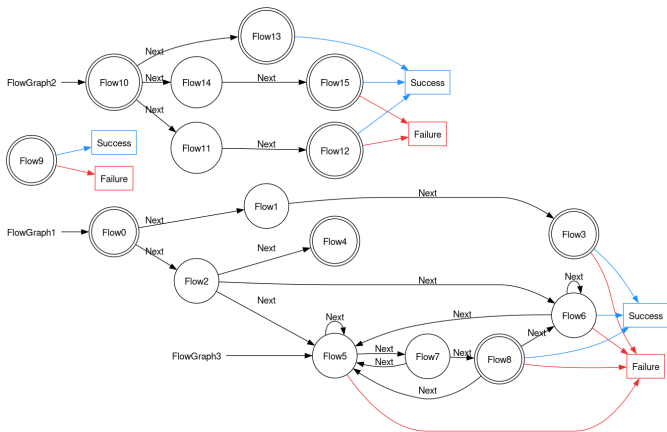 Flow13
Next
FlowGraph2
Flow10
Next
Flow14
Next
Flow15
Success
Next
Failure
Flow11
Next
Flow12
Flow9
Success
Failure
Flow1
Next
Next
FlowGraph1
Flow0
Flow3
Next
Next
Flow4
Flow2
Next
Next
Next
Flow6
Success
Next
Next
FlowGraph3
Flow5
Next
Next
Flow7
Next
Flow8
Failure
Next